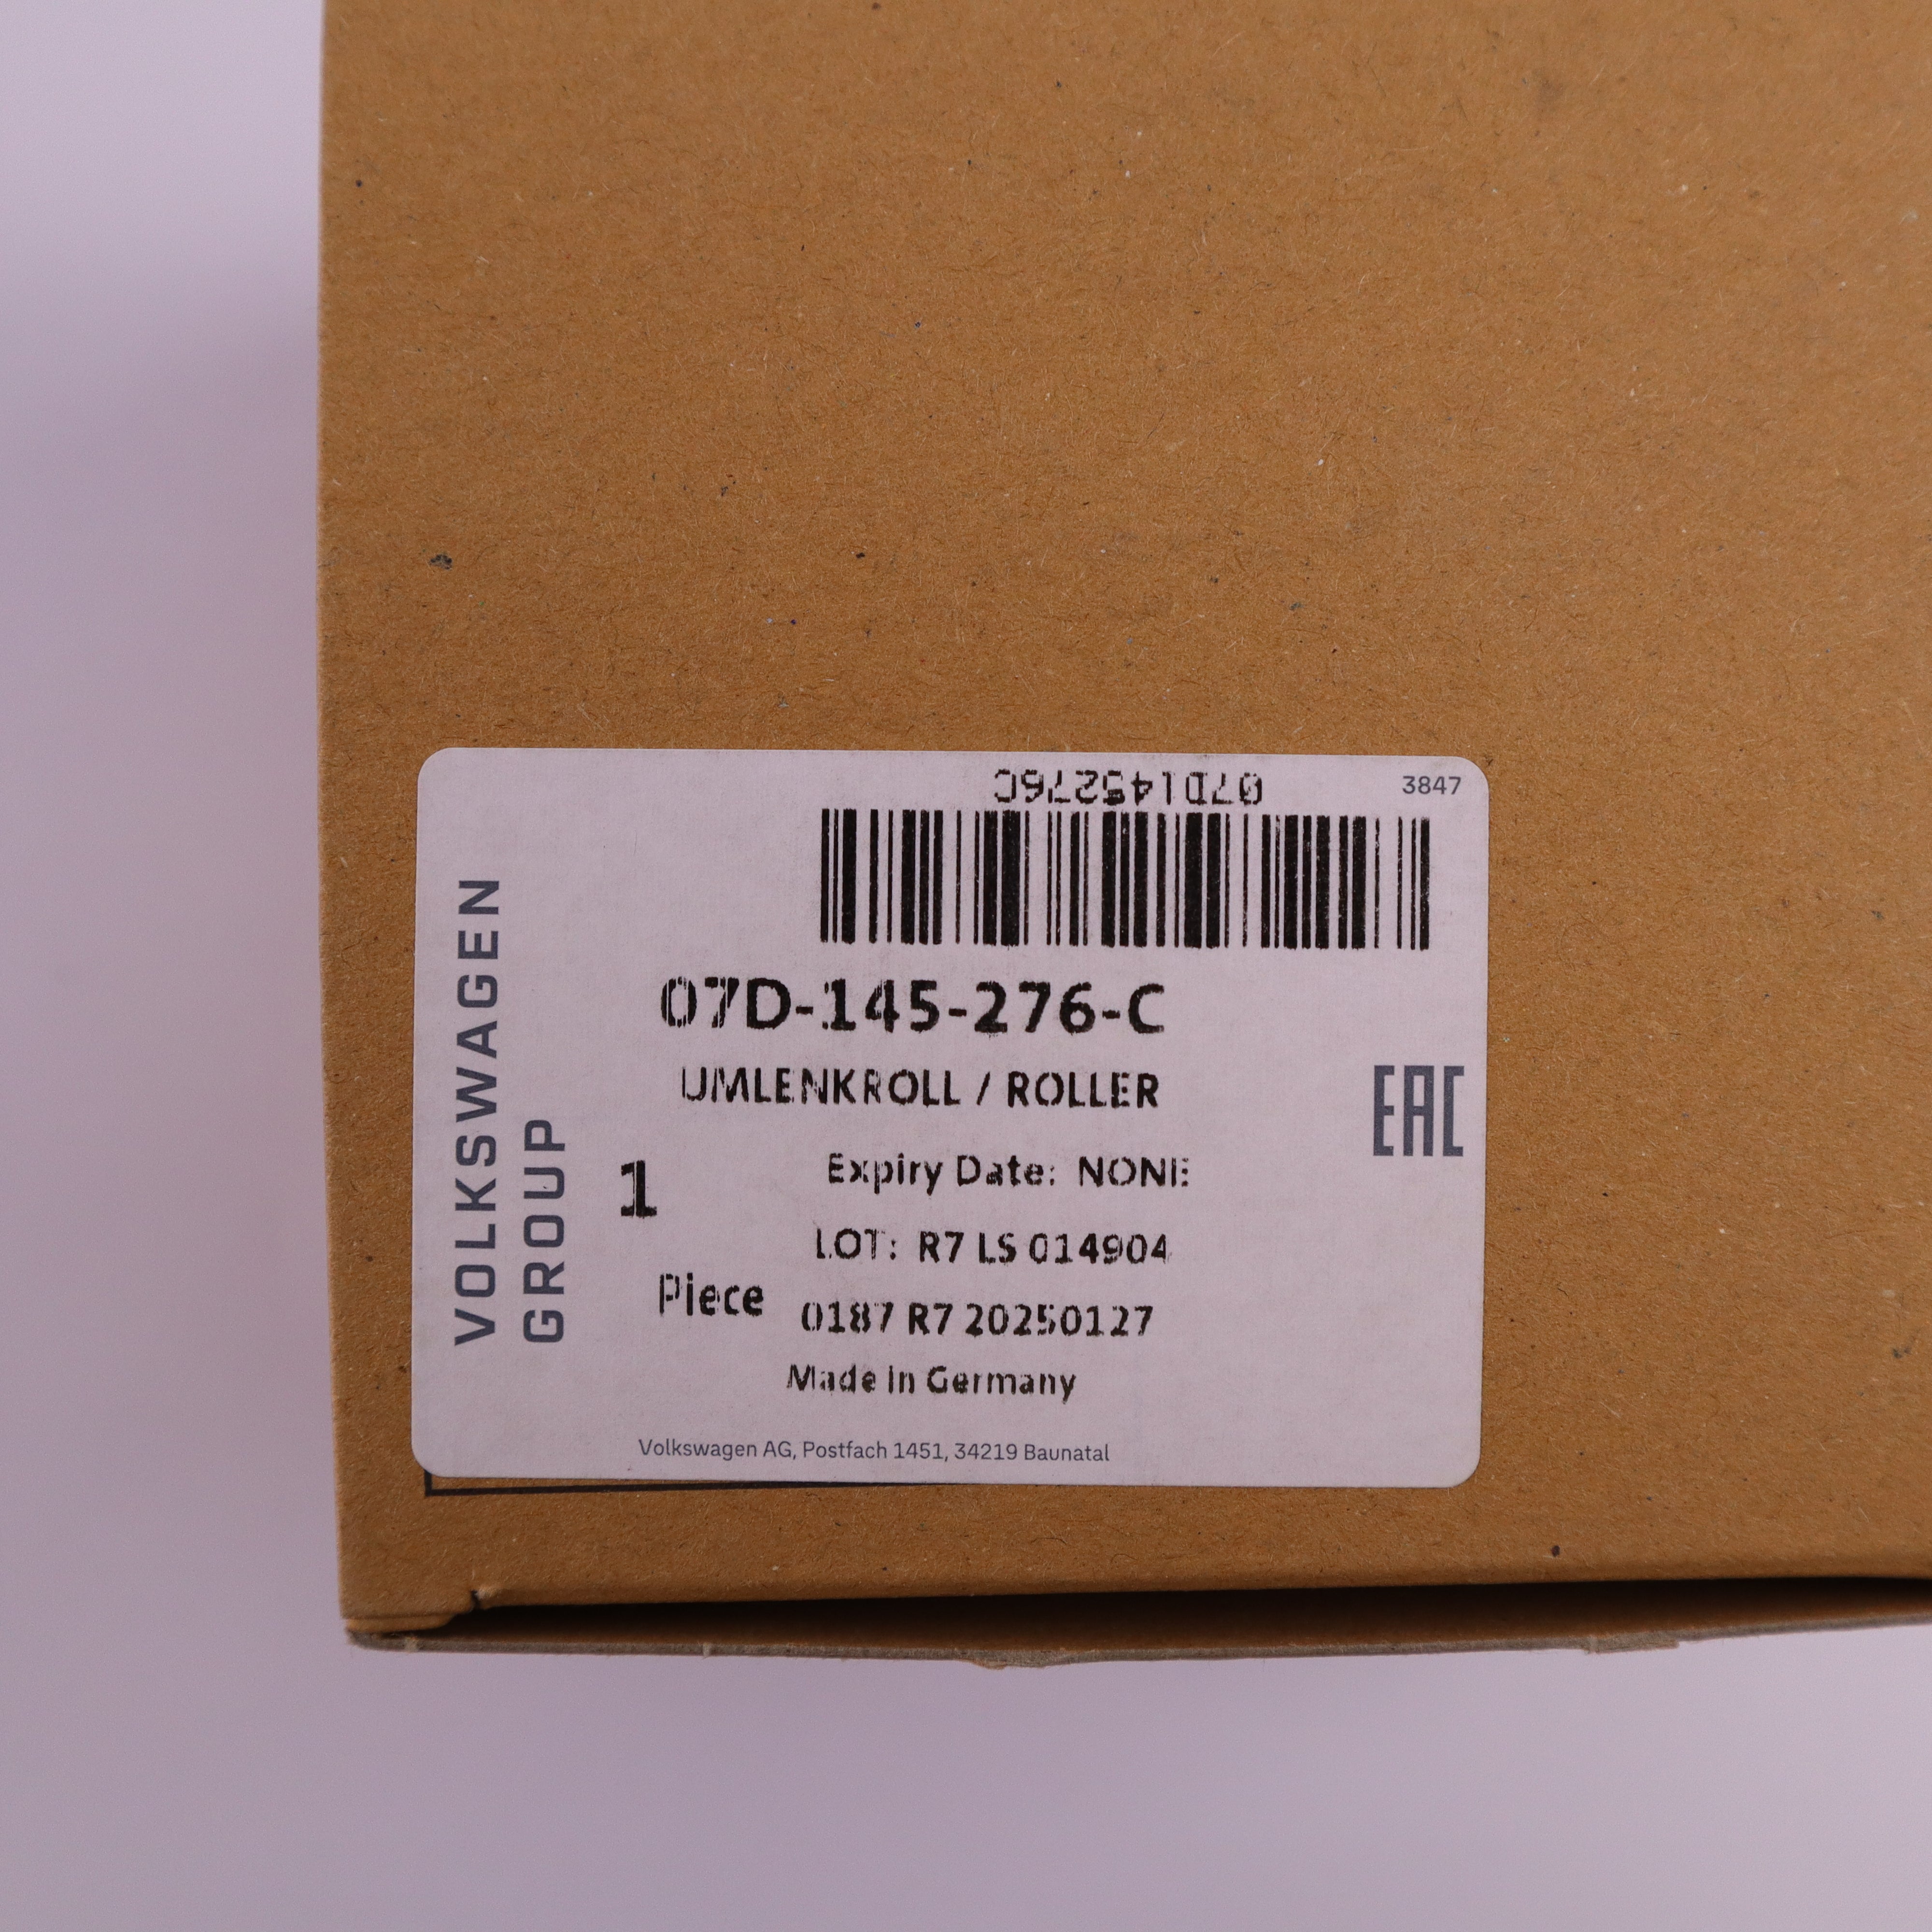 07D145276C
3847
VOLKSWAGEN
GROUP
07D-145-276-C
UMLENKROLL / ROLLER
EAC
1
Piece
Expiry Date: NONE
LOT: R7 LS 014904
0187 R7 20250127
Made in Germany
Volkswagen AG, Postfach 1451, 34219 Baunatal